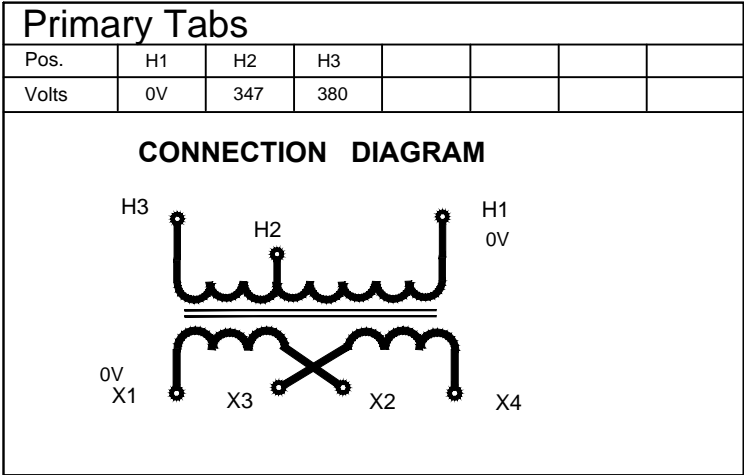 Primary Tabs
Pos. H1 H2 H3
Volts 0V 347 380
CONNECTION DIAGRAM
H3 H2 H1
0V
0V
X1 X3 X2 X4